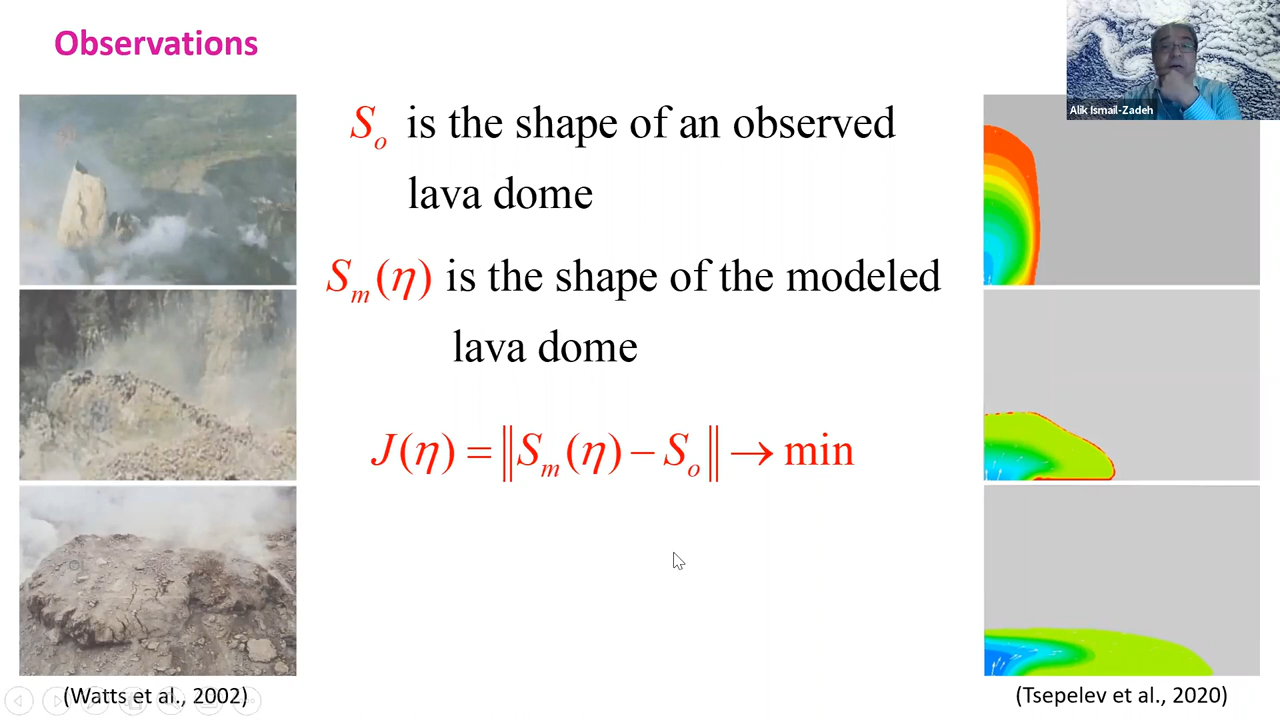 Observations
Alik Ismail-Zadeh
S_o is the shape of an observed
lava dome
S_m(η) is the shape of the modeled
lava dome
J(η) = ‖S_m(η) − S_o‖ → min
(Watts et al., 2002)
(Tsepelev et al., 2020)